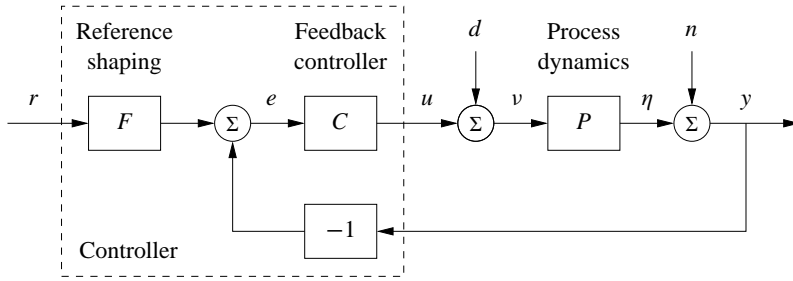 Reference
shaping
Feedback
controller
d
Process
dynamics
n
r
F
Σ
e
C
u
Σ
ν
P
η
Σ
y
−1
Controller